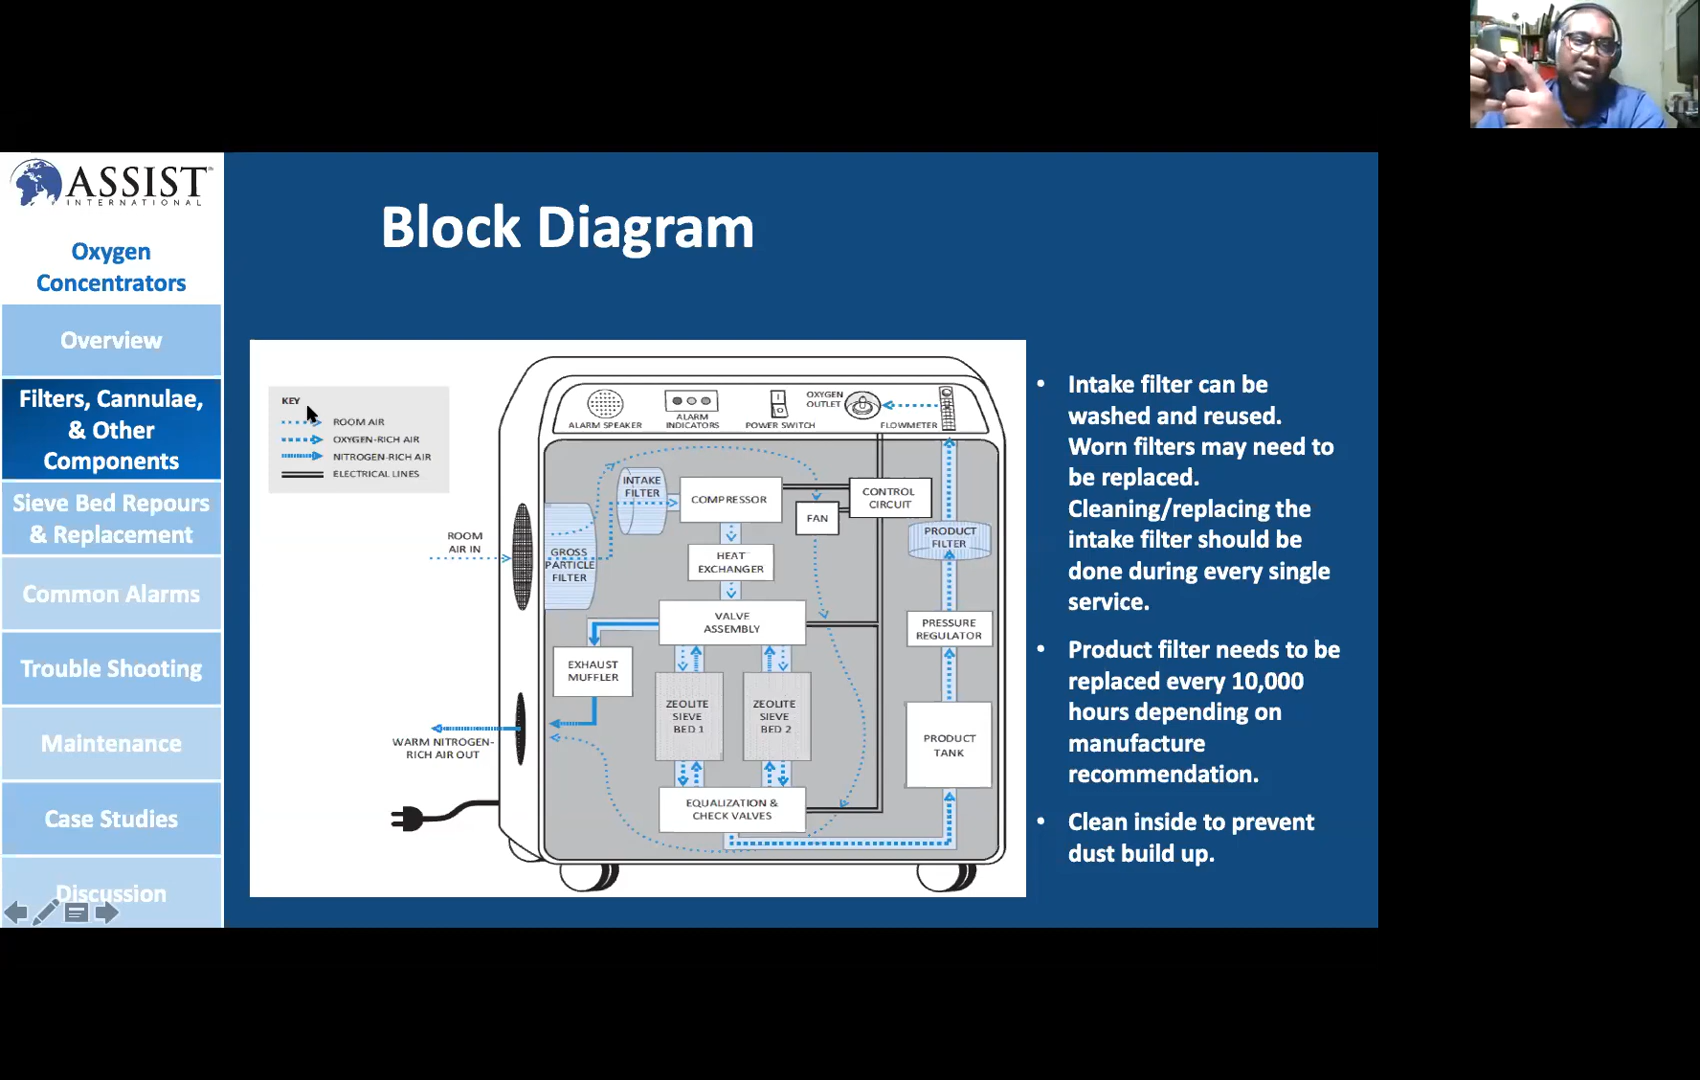 ASSIST
INTERNATIONAL
Oxygen
Concentrators
Overview
Filters, Cannulae,
& Other
Components
Sieve Bed Repours
& Replacement
Common Alarms
Trouble Shooting
Maintenance
Case Studies
Discussion
Block Diagram
KEY
ROOM AIR
OXYGEN-RICH AIR
NITROGEN-RICH AIR
ELECTRICAL LINES
ALARM SPEAKER
ALARM
INDICATORS
POWER SWITCH
OXYGEN
OUTLET
FLOWMETER
ROOM
AIR IN
GROSS
PARTICLE
FILTER
INTAKE
FILTER
COMPRESSOR
FAN
CONTROL
CIRCUIT
HEAT
EXCHANGER
VALVE
ASSEMBLY
EXHAUST
MUFFLER
ZEOLITE
SIEVE
BED 1
ZEOLITE
SIEVE
BED 2
EQUALIZATION &
CHECK VALVES
PRODUCT
FILTER
PRESSURE
REGULATOR
PRODUCT
TANK
WARM NITROGEN-
RICH AIR OUT
• Intake filter can be
washed and reused.
Worn filters may need to
be replaced.
Cleaning/replacing the
intake filter should be
done during every single
service.
• Product filter needs to be
replaced every 10,000
hours depending on
manufacture
recommendation.
• Clean inside to prevent
dust build up.